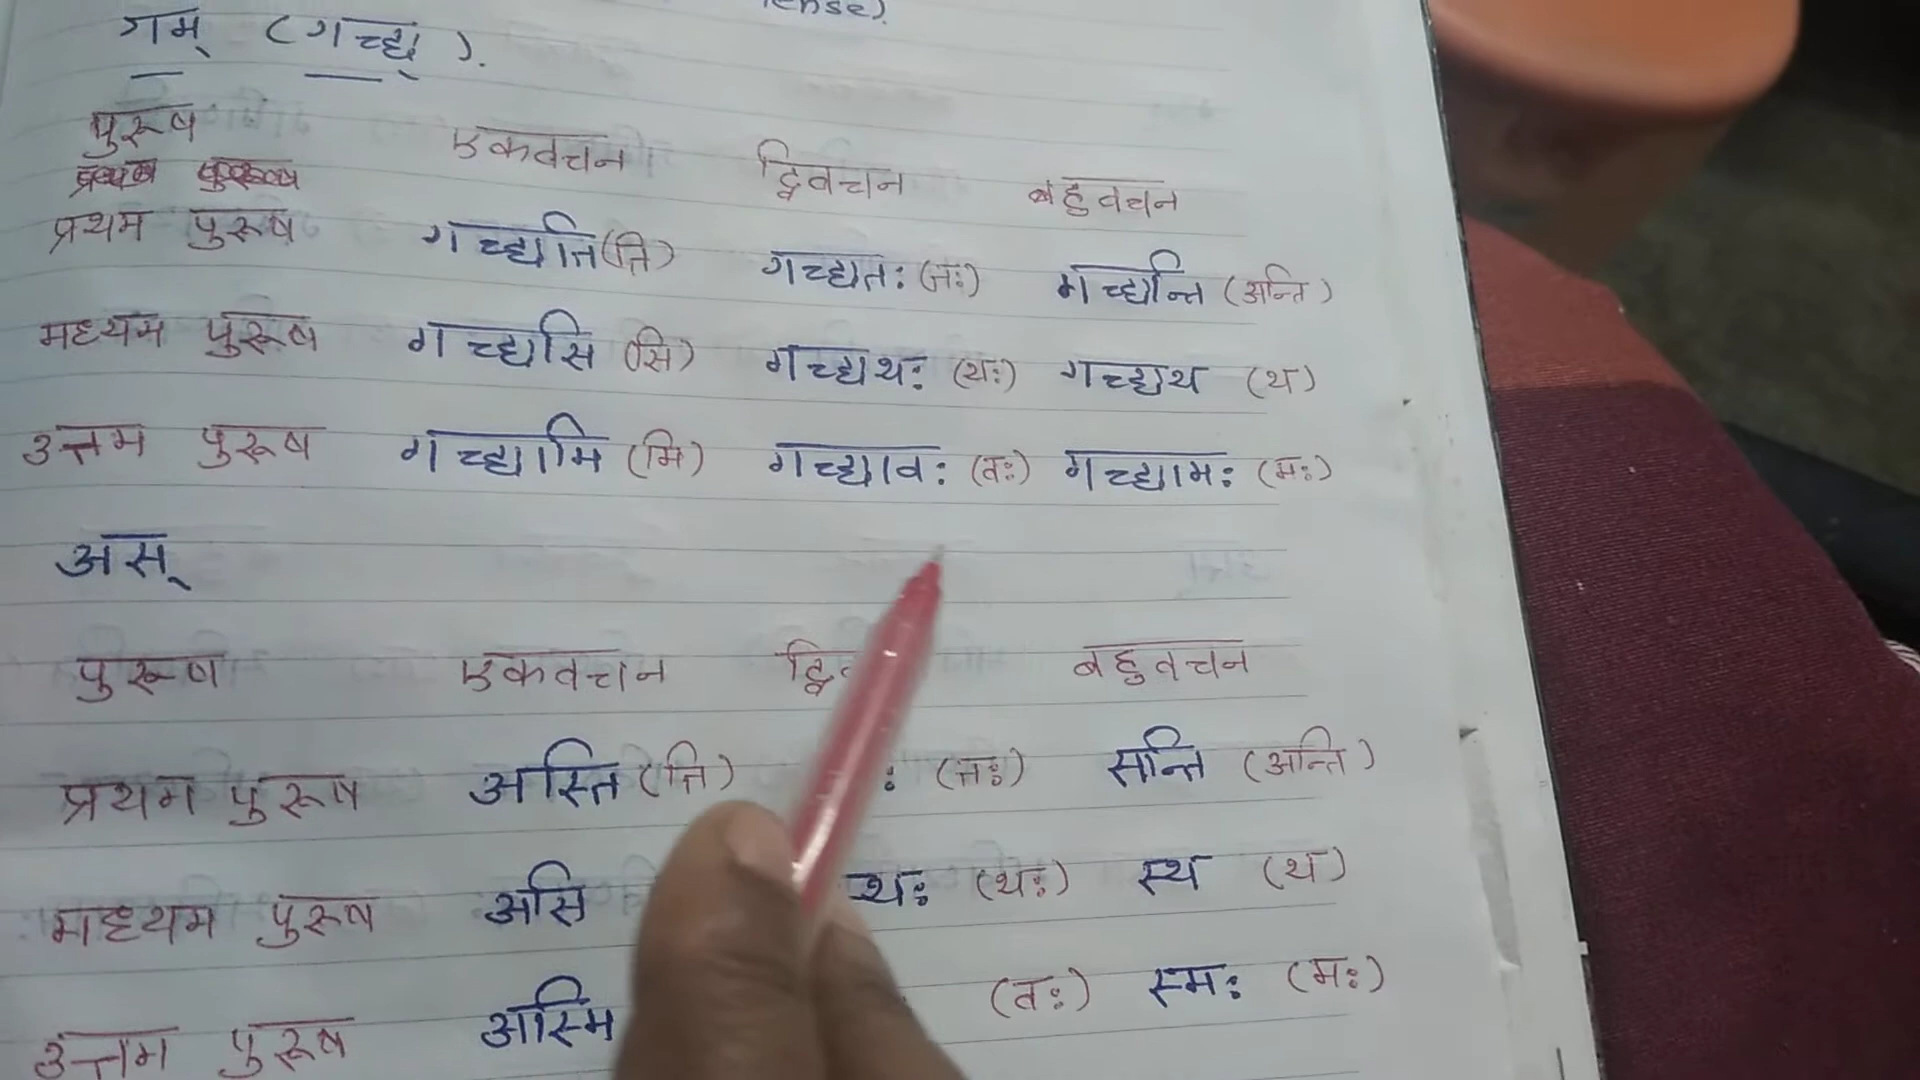 ense).
गम् (गच्छ्).
पुरूष एकवचन द्विवचन बहुवचन
प्रथम पुरूष गच्छति (ति) गच्छतः (तः) गच्छन्ति (अन्ति)
मध्यम पुरूष गच्छसि (सि) गच्छथः (थः) गच्छथ (थ)
उत्तम पुरूष गच्छामि (मि) गच्छावः (वः) गच्छामः (मः)
अस्
पुरूष एकवचन द्वि बहुवचन
प्रथम पुरूष अस्ति (ति) : (तः) सन्ति (अन्ति)
मध्यम पुरूष असि थः (थः) स्थ (थ)
उत्तम पुरूष अस्मि (वः) स्मः (मः)